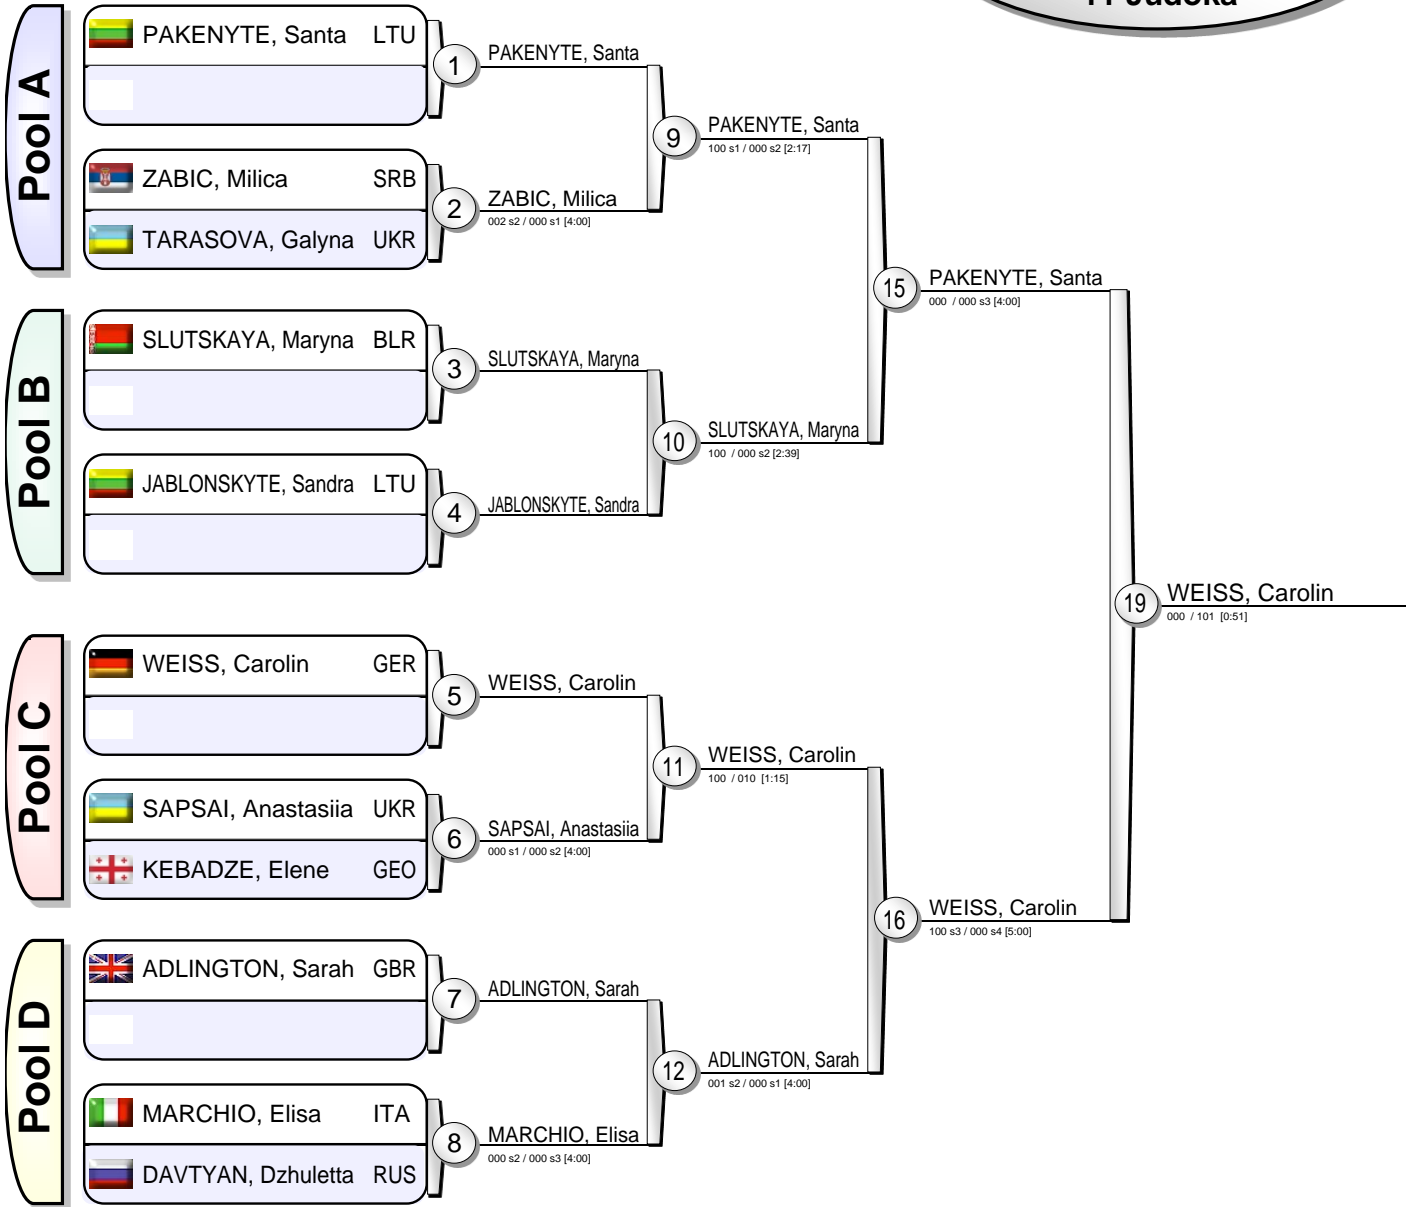 11 Judoka
Pool A
PAKENYTE, Santa LTU
1
PAKENYTE, Santa
ZABIC, Milica SRB
TARASOVA, Galyna UKR
2
ZABIC, Milica
002 s2 / 000 s1 [4:00]
9
PAKENYTE, Santa
100 s1 / 000 s2 [2:17]
Pool B
SLUTSKAYA, Maryna BLR
3
SLUTSKAYA, Maryna
JABLONSKYTE, Sandra LTU
4
JABLONSKYTE, Sandra
10
SLUTSKAYA, Maryna
100 / 000 s2 [2:39]
15
PAKENYTE, Santa
000 / 000 s3 [4:00]
Pool C
WEISS, Carolin GER
5
WEISS, Carolin
SAPSAI, Anastasiia UKR
KEBADZE, Elene GEO
6
SAPSAI, Anastasiia
000 s1 / 000 s2 [4:00]
11
WEISS, Carolin
100 / 010 [1:15]
Pool D
ADLINGTON, Sarah GBR
7
ADLINGTON, Sarah
MARCHIO, Elisa ITA
DAVTYAN, Dzhuletta RUS
8
MARCHIO, Elisa
000 s2 / 000 s3 [4:00]
12
ADLINGTON, Sarah
001 s2 / 000 s1 [4:00]
16
WEISS, Carolin
100 s3 / 000 s4 [5:00]
19
WEISS, Carolin
000 / 101 [0:51]